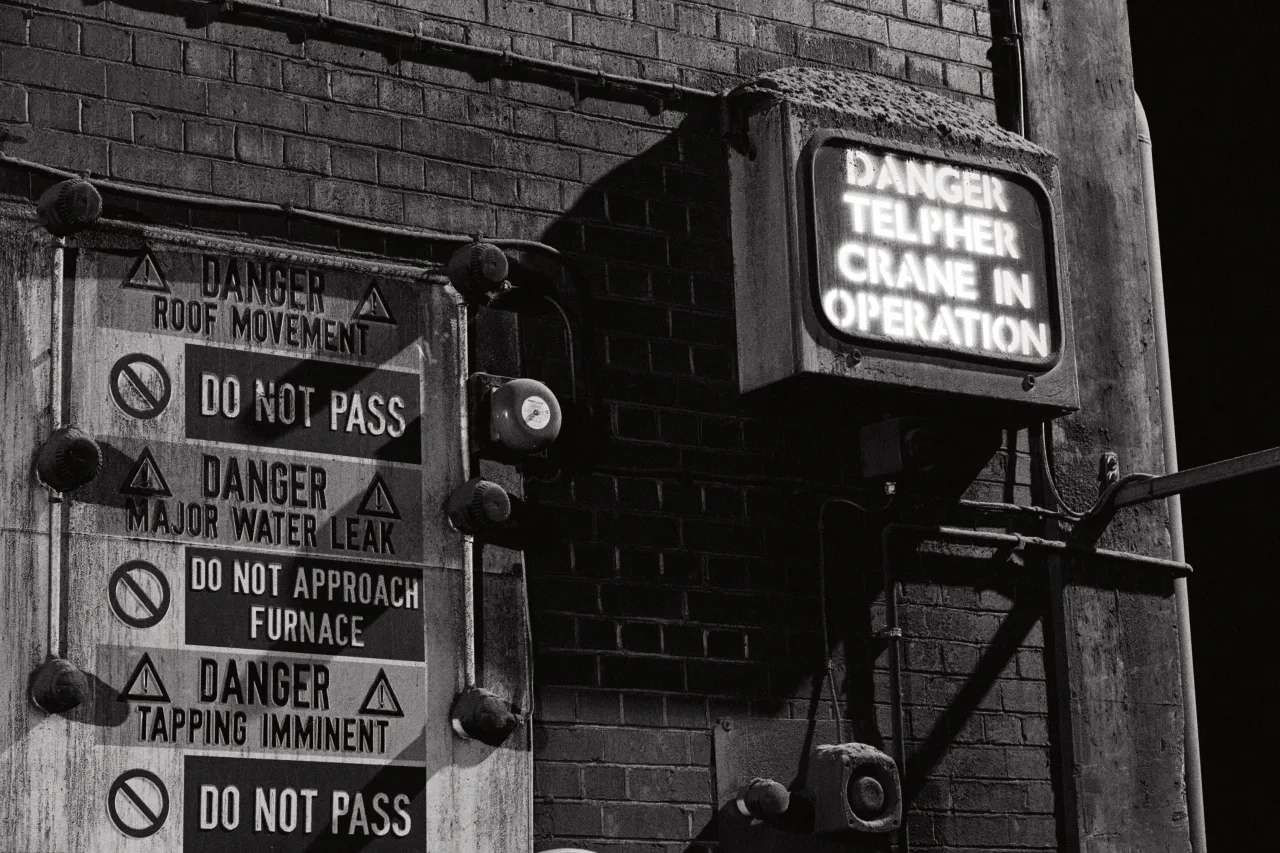 DANGER
ROOF MOVEMENT
DO NOT PASS
DANGER
MAJOR WATER LEAK
DO NOT APPROACH
FURNACE
DANGER
TAPPING IMMINENT
DO NOT PASS
DANGER
TELPHER
CRANE IN
OPERATION